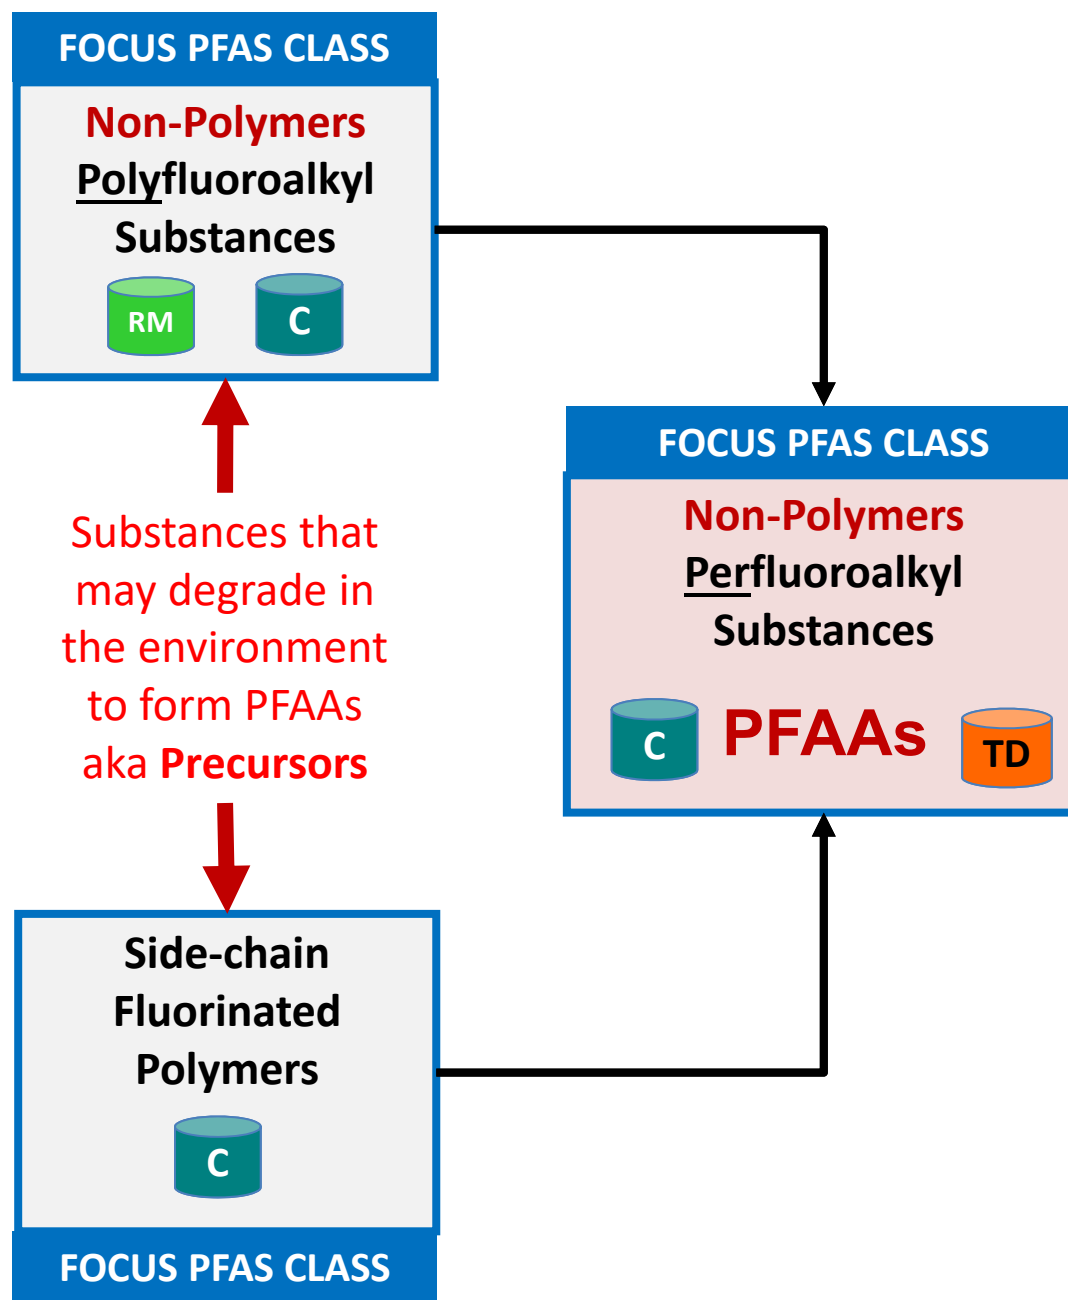 FOCUS PFAS CLASS
Non-Polymers
Polyfluoroalkyl
Substances
RM
C
Substances that
may degrade in
the environment
to form PFAAs
aka Precursors
FOCUS PFAS CLASS
Non-Polymers
Perfluoroalkyl
Substances
C
PFAAs
TD
Side-chain
Fluorinated
Polymers
C
FOCUS PFAS CLASS